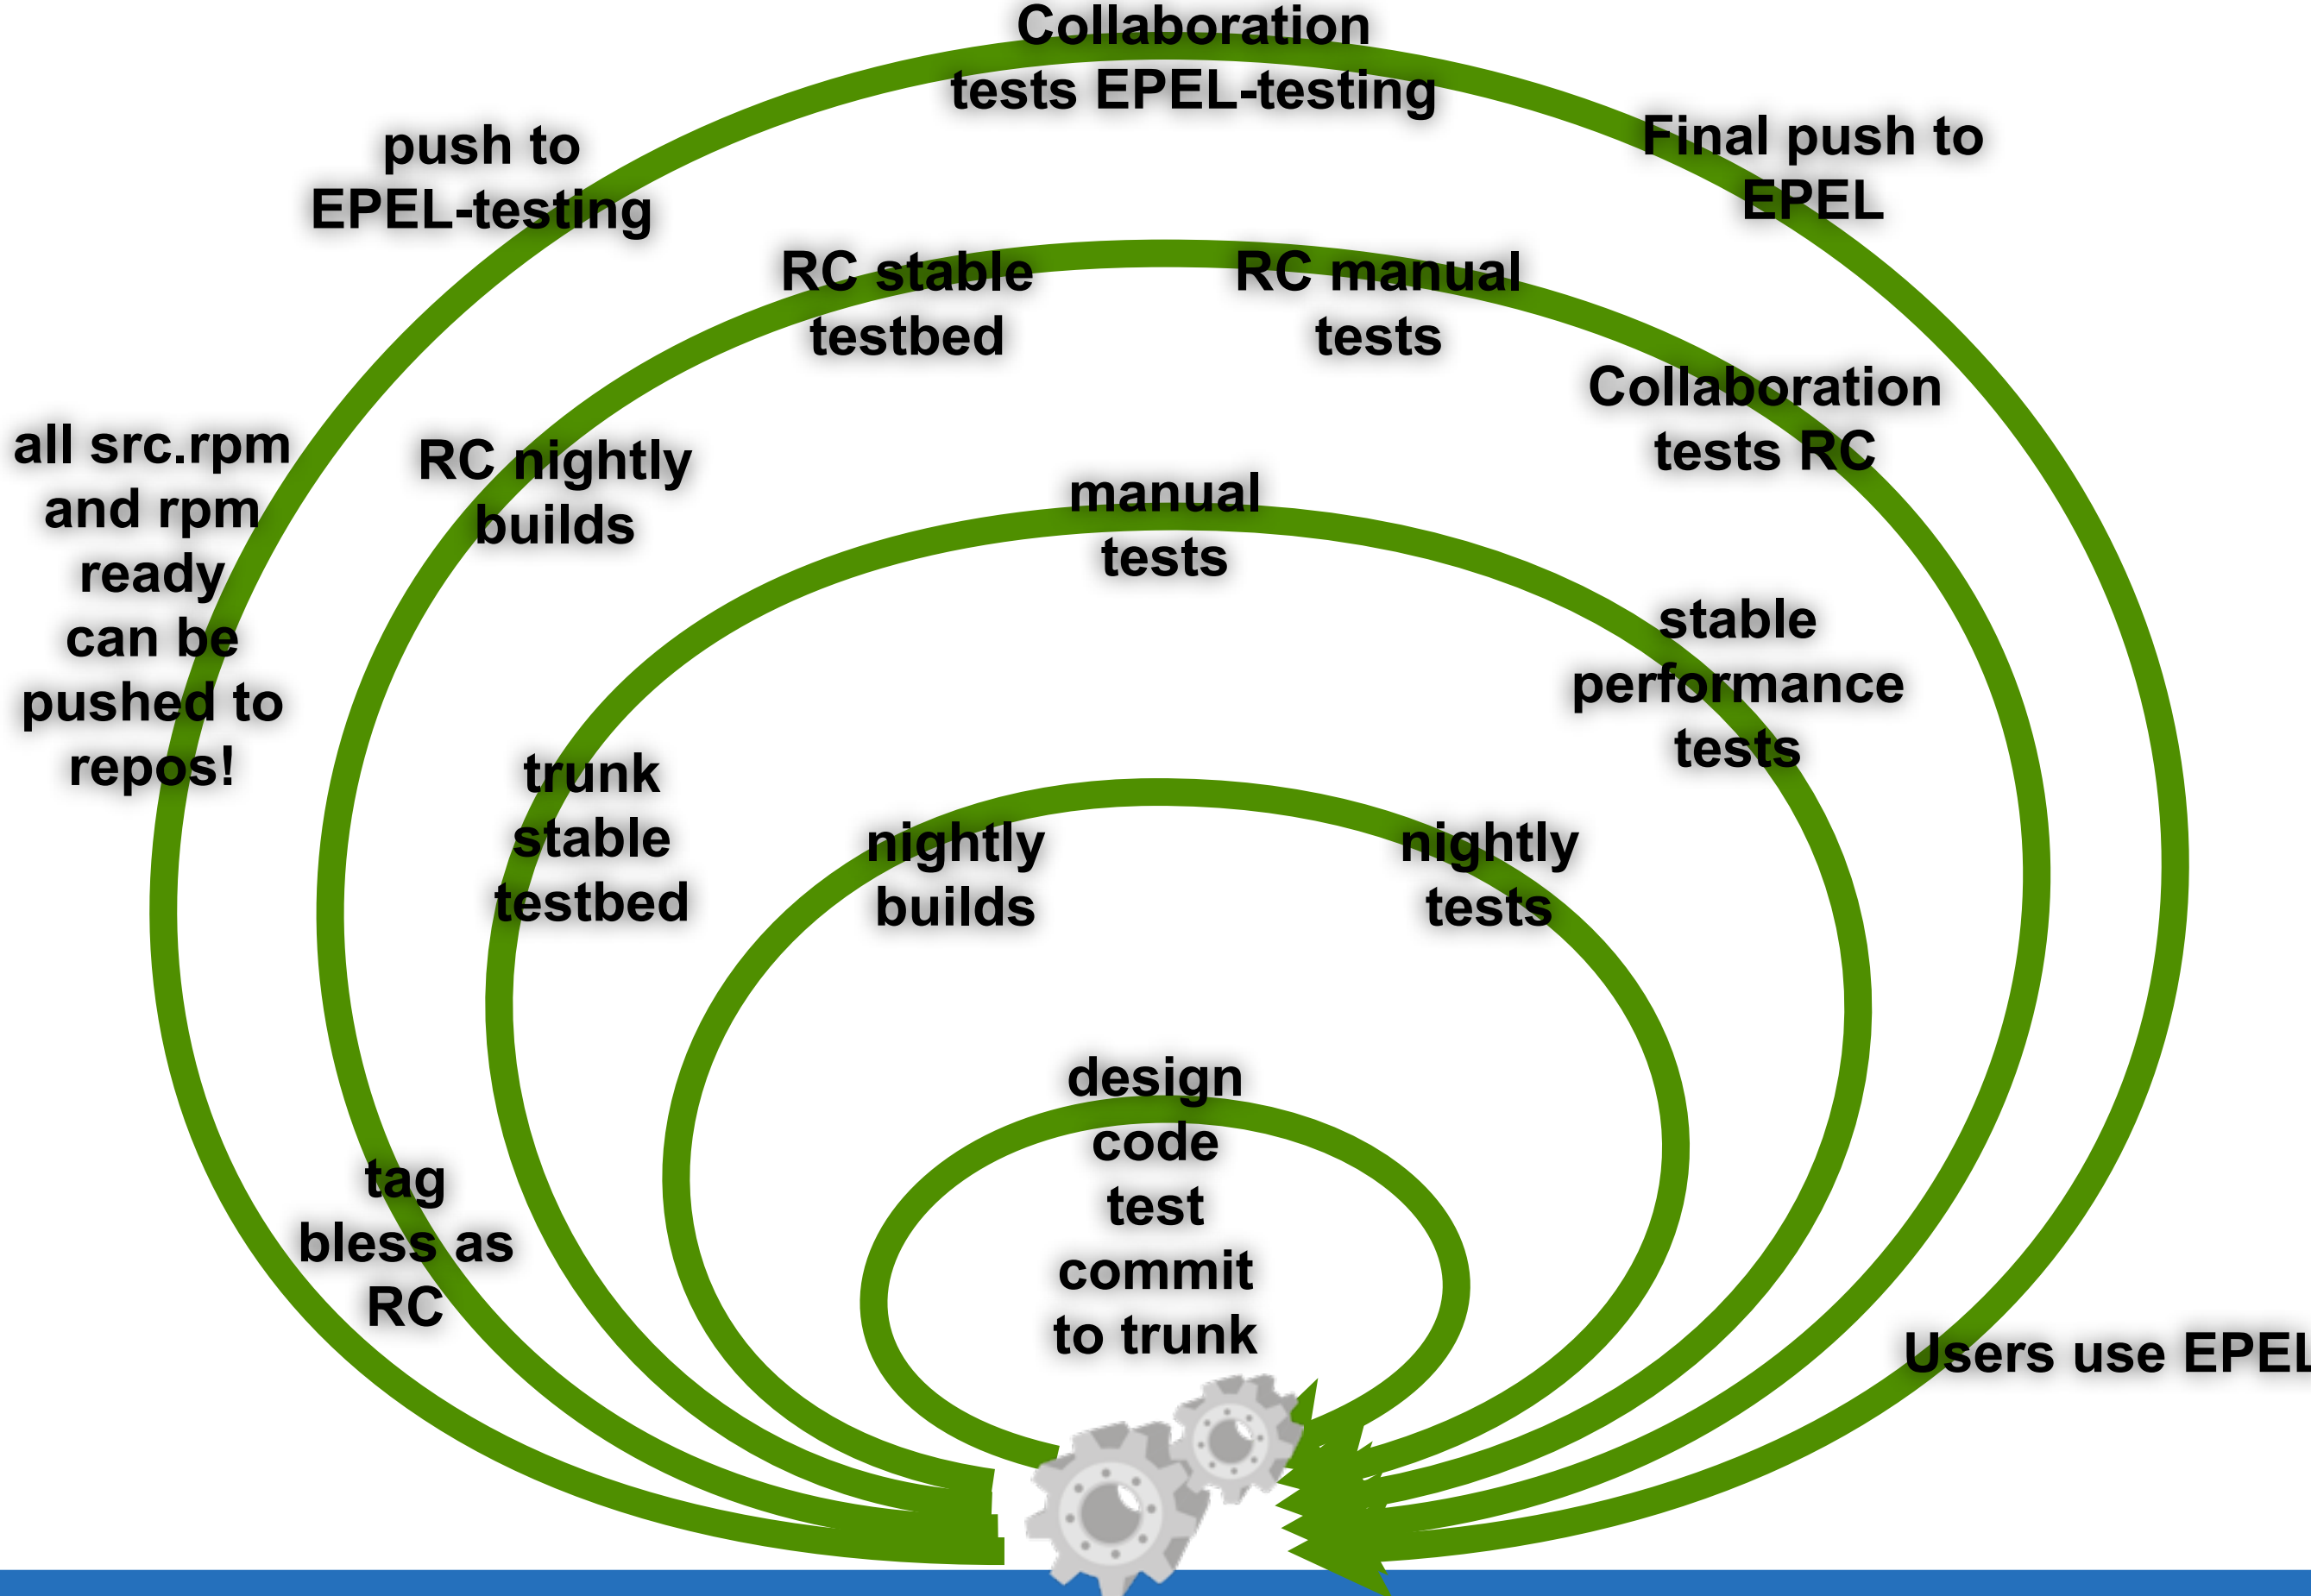 Collaboration
tests EPEL-testing
push to
EPEL-testing
Final push to
EPEL
RC stable
testbed
RC manual
tests
Collaboration
tests RC
all src.rpm
and rpm
ready
can be
pushed to
repos!
RC nightly
builds
manual
tests
stable
performance
tests
trunk
stable
testbed
nightly
builds
nightly
tests
design
code
test
commit
to trunk
tag
bless as
RC
Users use EPEL